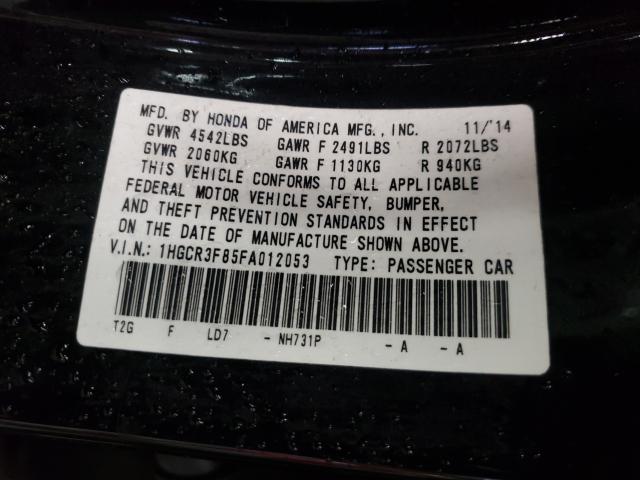 MFD. BY HONDA OF AMERICA MFG., INC. 11/'14
GVWR 4542LBS GAWR F 2491LBS R 2072LBS
GVWR 2060KG GAWR F 1130KG R 940KG
THIS VEHICLE CONFORMS TO ALL APPLICABLE
FEDERAL MOTOR VEHICLE SAFETY, BUMPER,
AND THEFT PREVENTION STANDARDS IN EFFECT
ON THE DATE OF MANUFACTURE SHOWN ABOVE.
V.I.N.: 1HGCR3F85FA012053 TYPE: PASSENGER CAR
T2G F LD7 - NH731P - A - A